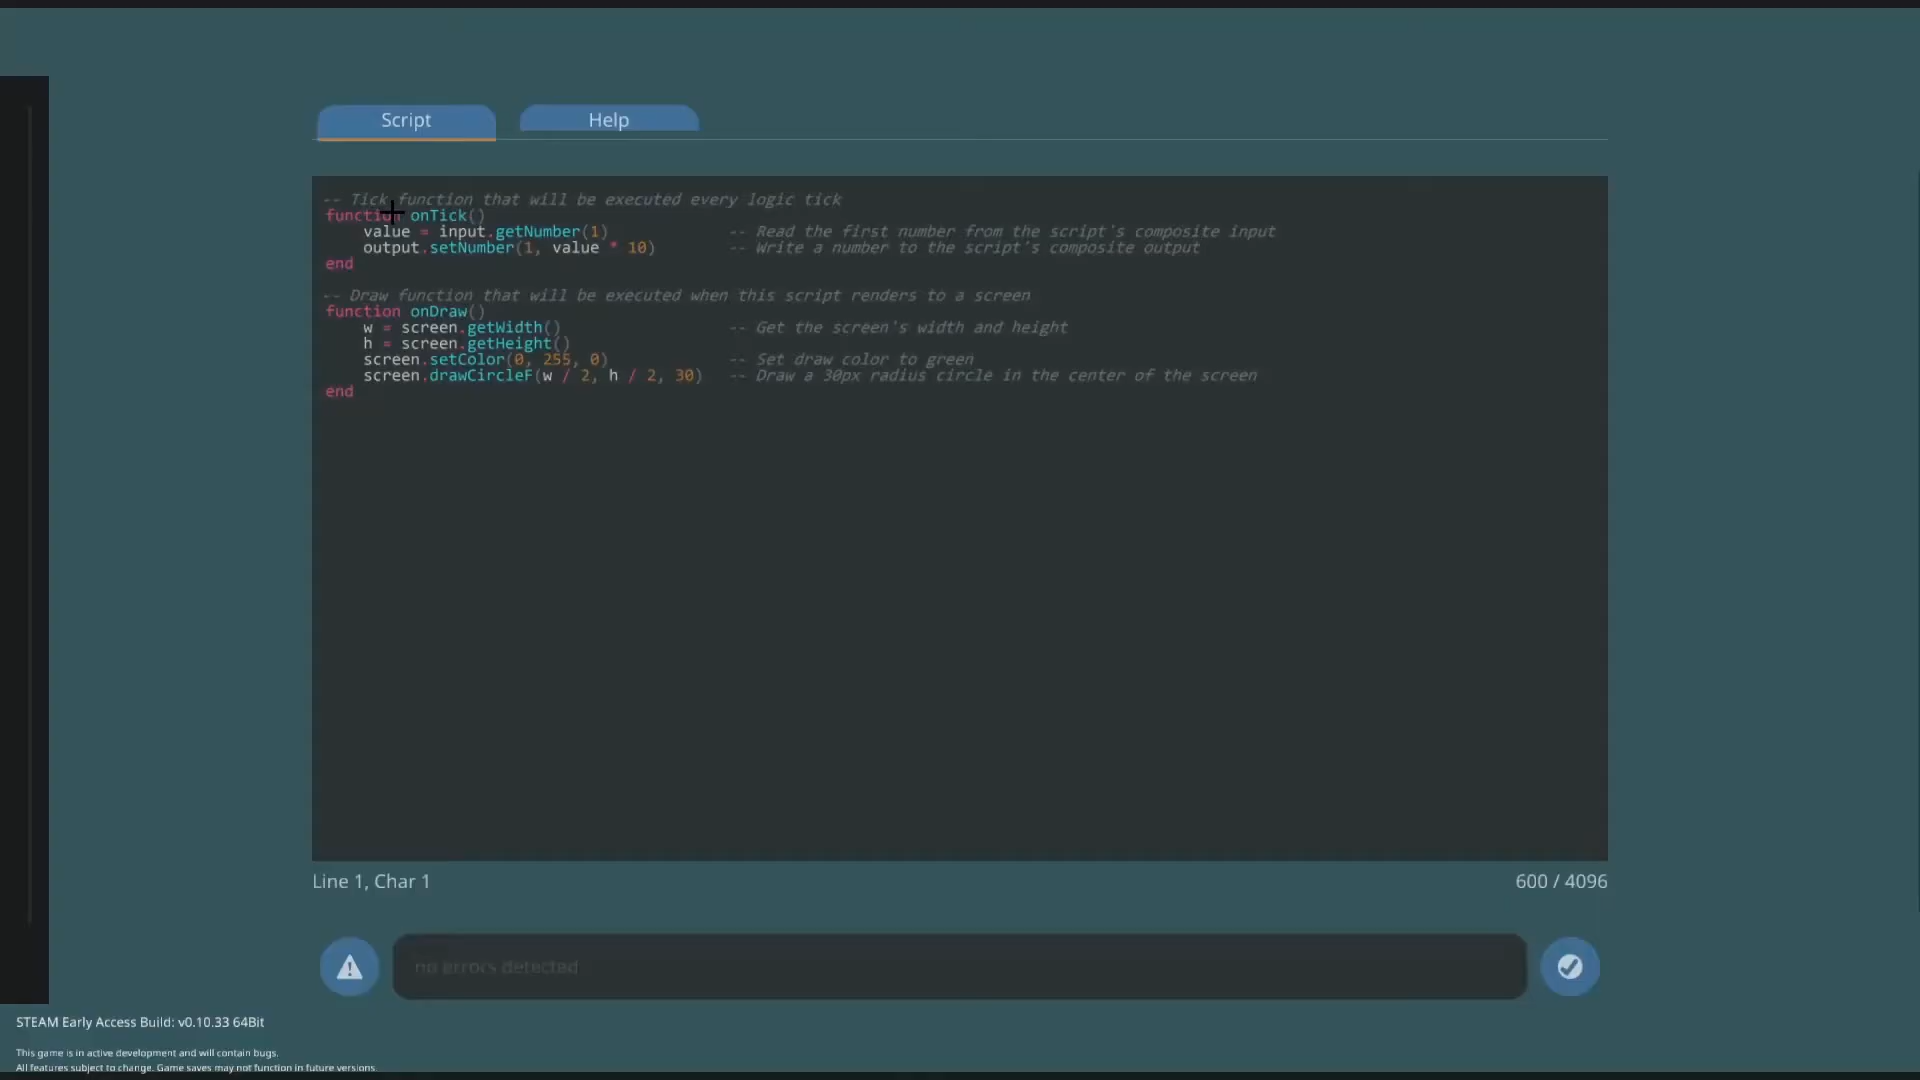 Script Help
-- Tick function that will be executed every logic tick
function onTick()
    value = input.getNumber(1)             -- Read the first number from the script's composite input
    output.setNumber(1, value * 10)        -- Write a number to the script's composite output
end
-- Draw function that will be executed when this script renders to a screen
function onDraw()
    w = screen.getWidth()                  -- Get the screen's width and height
    h = screen.getHeight()
    screen.setColor(0, 255, 0)             -- Set draw color to green
    screen.drawCircleF(w / 2, h / 2, 30)   -- Draw a 30px radius circle in the center of the screen
end
Line 1, Char 1 600 / 4096
no errors detected
STEAM Early Access Build: v0.10.33 64Bit
This game is in active development and will contain bugs.
All features subject to change. Game saves may not function in future versions.